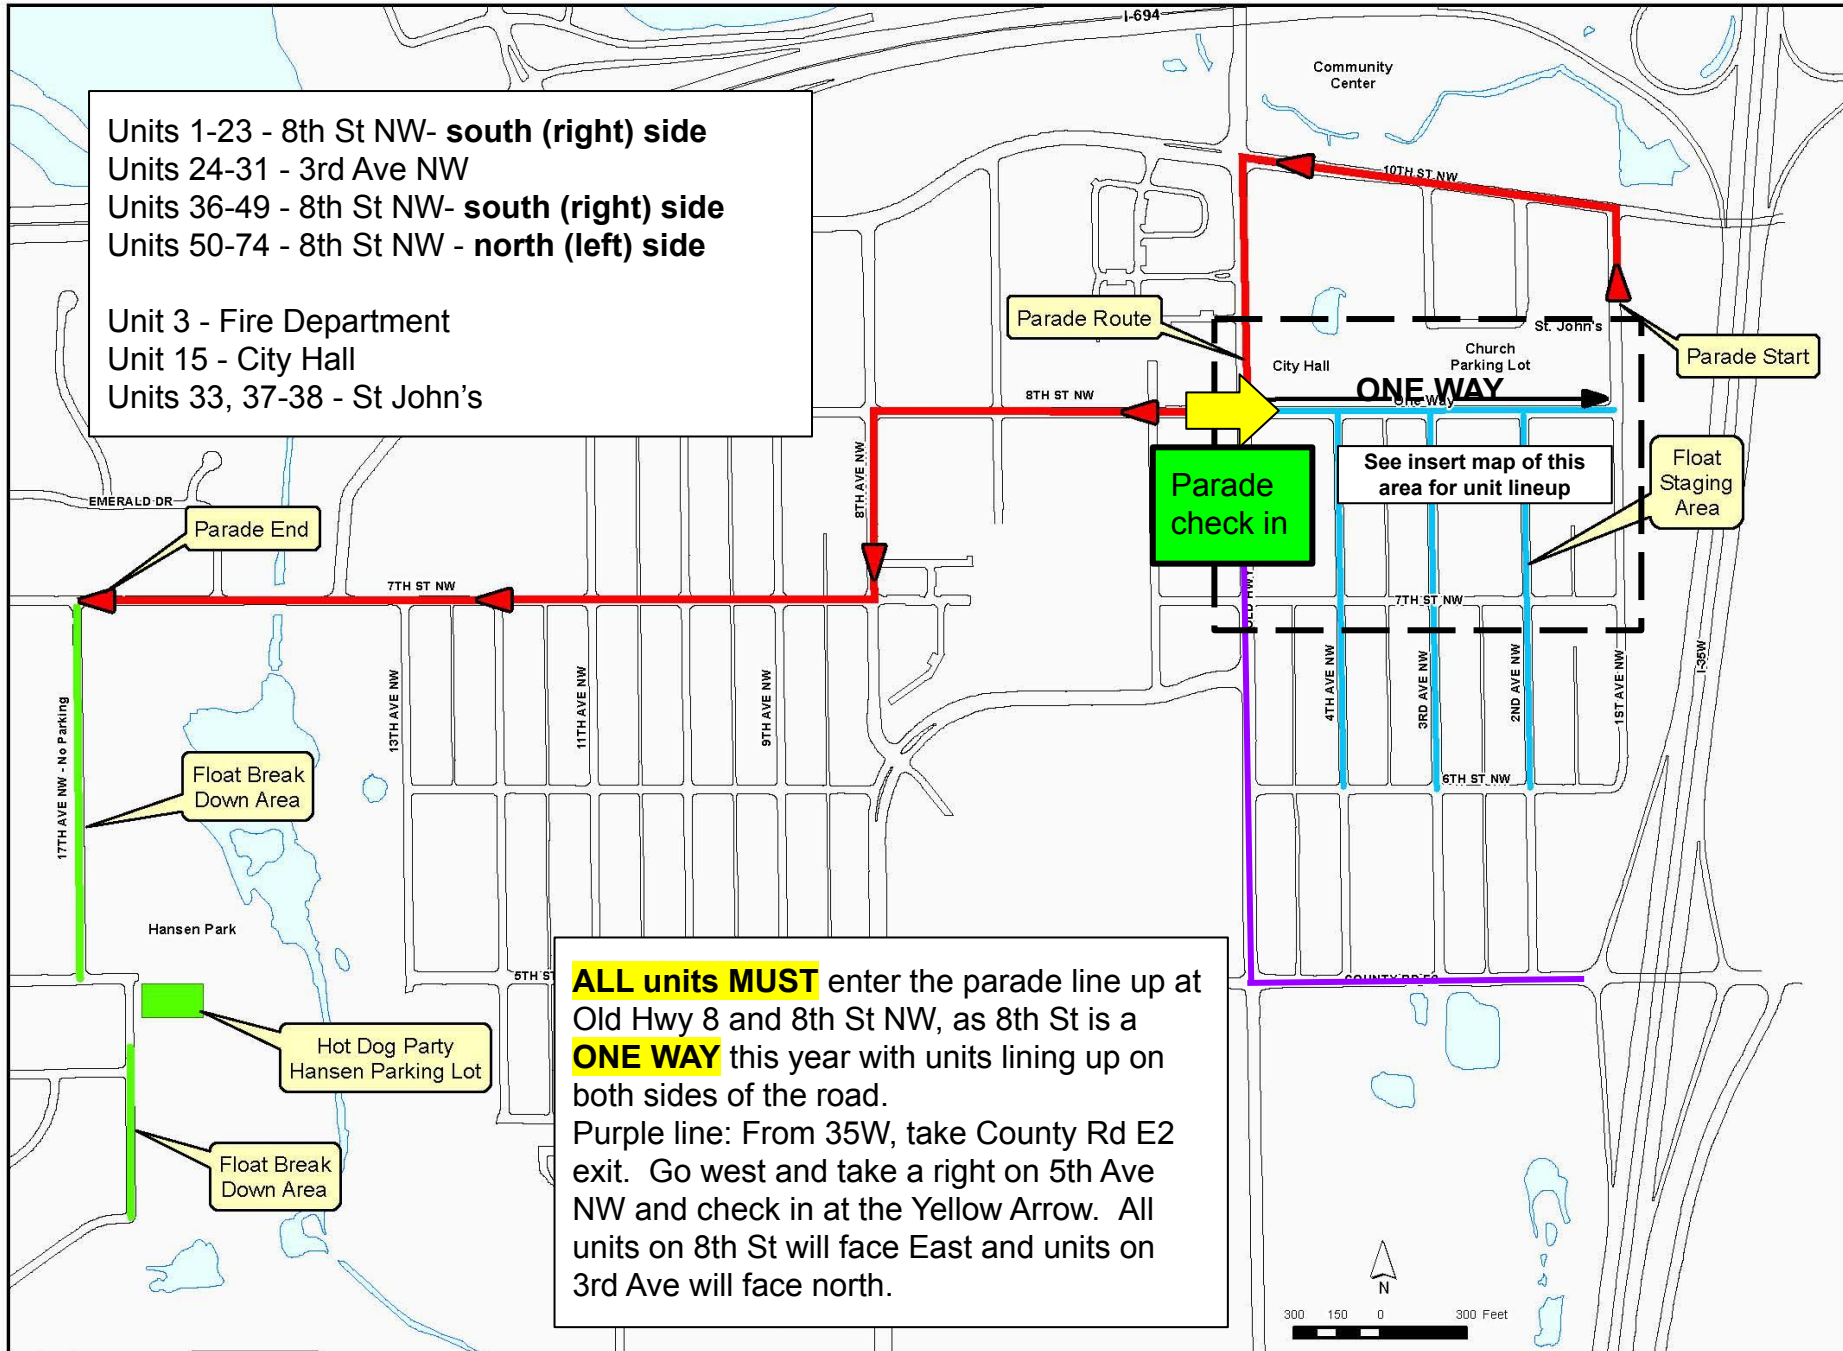 I-694
Community
Center
Units 1-23 - 8th St NW- south (right) side
Units 24-31 - 3rd Ave NW
Units 36-49 - 8th St NW- south (right) side
Units 50-74 - 8th St NW - north (left) side
Unit 3 - Fire Department
Unit 15 - City Hall
Units 33, 37-38 - St John's
10TH ST NW
Parade Route
St. John's
Church
Parking Lot
City Hall
Parade Start
ONE WAY
One Way
8TH ST NW
8TH AVE NW
See insert map of this
area for unit lineup
Float
Staging
Area
Parade
check in
EMERALD DR
Parade End
7TH ST NW
7TH ST NW
17TH AVE NW - No Parking
13TH AVE NW
11TH AVE NW
9TH AVE NW
4TH AVE NW
3RD AVE NW
2ND AVE NW
1ST AVE NW
I-35W
6TH ST NW
Float Break
Down Area
Hansen Park
5TH ST
COUNTY RD E2
Hot Dog Party
Hansen Parking Lot
Float Break
Down Area
ALL units MUST enter the parade line up at
Old Hwy 8 and 8th St NW, as 8th St is a
ONE WAY this year with units lining up on
both sides of the road.
Purple line: From 35W, take County Rd E2
exit.  Go west and take a right on 5th Ave
NW and check in at the Yellow Arrow.  All
units on 8th St will face East and units on
3rd Ave will face north.
N
300 150 0 300 Feet